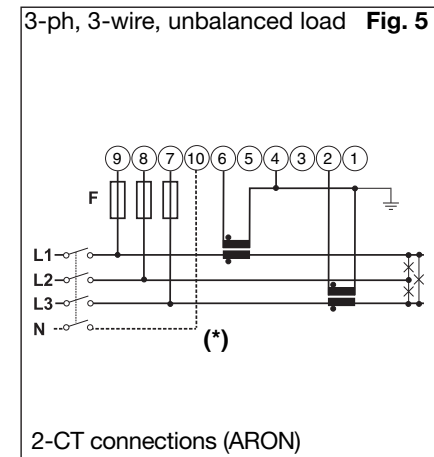 3-ph, 3-wire, unbalanced load Fig. 5
9 8 7 10 6 5 4 3 2 1
F
L1
L2
L3
N
(*)
2-CT connections (ARON)